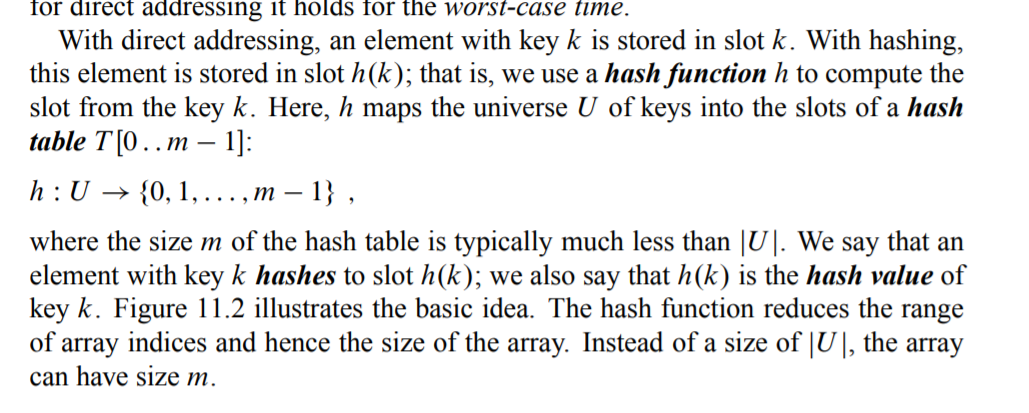 for direct addressing it holds for the worst-case time.
With direct addressing, an element with key k is stored in slot k. With hashing,
this element is stored in slot h(k); that is, we use a hash function h to compute the
slot from the key k. Here, h maps the universe U of keys into the slots of a hash
table T[0 . . m − 1]:
h : U → {0, 1, . . . , m − 1} ,
where the size m of the hash table is typically much less than |U|. We say that an
element with key k hashes to slot h(k); we also say that h(k) is the hash value of
key k. Figure 11.2 illustrates the basic idea. The hash function reduces the range
of array indices and hence the size of the array. Instead of a size of |U|, the array
can have size m.